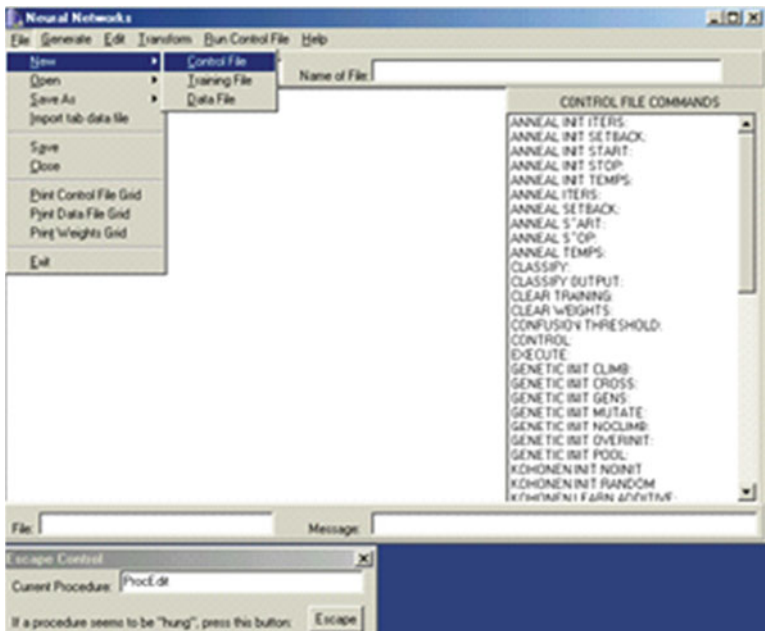 Neural Networks
File Generate Edit Transform Run Control File Help
New
Open
Save As
Import tab data file
Save
Close
Print Control File Grid
Print Data File Grid
Print Weights Grid
Exit
Control File
Training File
Data File
Name of File:
CONTROL FILE COMMANDS
ANNEAL INIT ITERS:
ANNEAL INIT SETBACK:
ANNEAL INIT START:
ANNEAL INIT STOP:
ANNEAL INIT TEMPS:
ANNEAL ITERS:
ANNEAL SETBACK:
ANNEAL START:
ANNEAL STOP:
ANNEAL TEMPS:
CLASSIFY:
CLASSIFY OUTPUT:
CLEAR TRAINING:
CLEAR WEIGHTS:
CONFUSION THRESHOLD:
CONTROL:
EXECUTE:
GENETIC INIT CLIMB:
GENETIC INIT CROSS:
GENETIC INIT GENS:
GENETIC INIT MUTATE:
GENETIC INIT NOCLIMB:
GENETIC INIT OVERINIT:
GENETIC INIT POOL:
KOHONEN INIT NOINIT
KOHONEN INIT RANDOM
KOHONEN LEARN ADDITIVE:
File:
Message:
Escape Control
Current Procedure: ProcEdit
If a procedure seems to be "hung", press this button: Escape